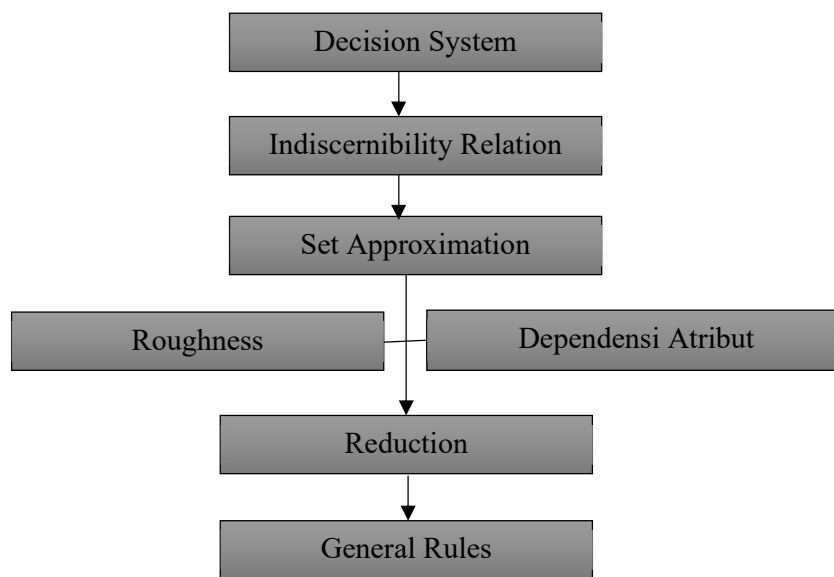 Decision System
Indiscernibility Relation
Set Approximation
Roughness
Dependensi Atribut
Reduction
General Rules